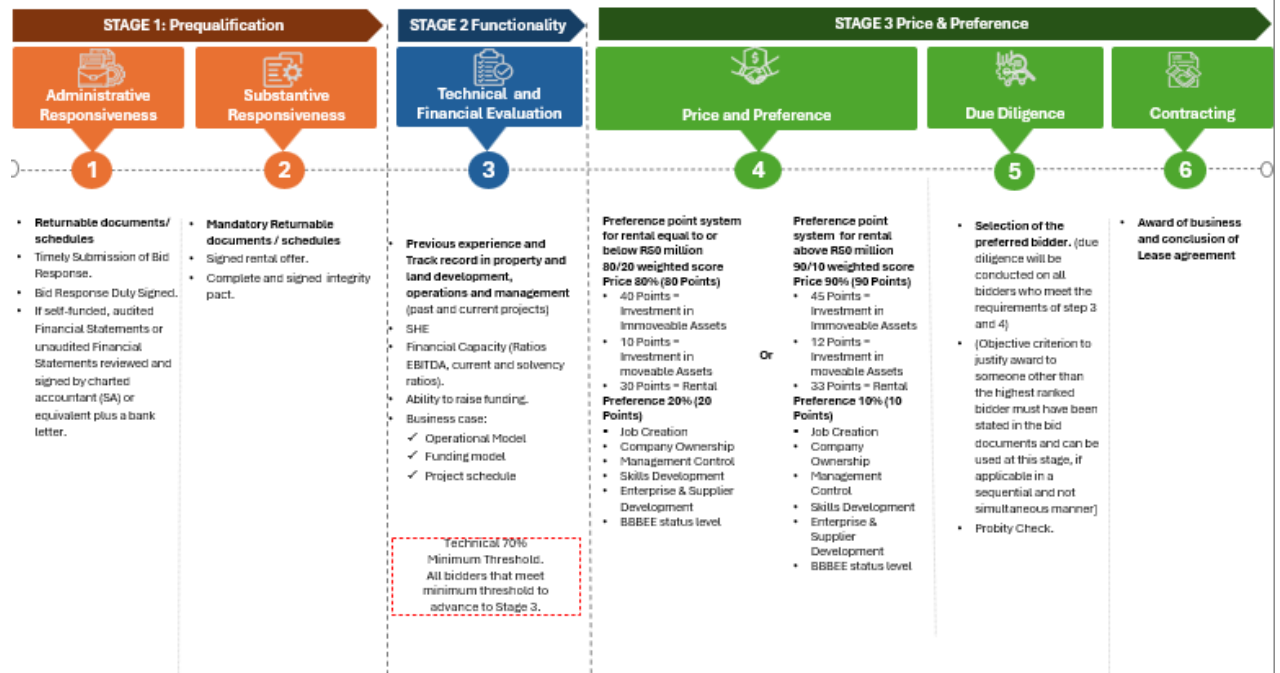 STAGE 1: Prequalification
STAGE 2 Functionality
STAGE 3 Price & Preference
Administrative
Responsiveness
Substantive
Responsiveness
Technical and
Financial Evaluation
Price and Preference
Due Diligence
Contracting
1
2
3
4
5
6
• Returnable documents/
schedules
• Timely Submission of Bid
Response.
• Bid Response Duly Signed.
• If self-funded, audited
Financial Statements or
unaudited Financial
Statements reviewed and
signed by charted
accountant (SA) or
equivalent plus a bank
letter.
• Mandatory Returnable
documents / schedules
• Signed rental offer.
• Complete and signed integrity
pact.
• Previous experience and
Track record in property and
land development,
operations and management
(past and current projects)
• SHE
• Financial Capacity (Ratios
EBITDA, current and solvency
ratios).
• Ability to raise funding.
• Business case:
✓ Operational Model
✓ Funding model
✓ Project schedule
Technical 70%
Minimum Threshold.
All bidders that meet
minimum threshold to
advance to Stage 3.
Preference point system
for rental equal to or
below R50 million
80/20 weighted score
Price 80% (80 Points)
• 40 Points =
Investment in
Immoveable Assets
• 10 Points =
Investment in
moveable Assets
• 30 Points = Rental
Preference 20% (20
Points)
• Job Creation
• Company Ownership
• Management Control
• Skills Development
• Enterprise & Supplier
Development
• BBBEE status level
Or
Preference point
system for rental
above R50 million
90/10 weighted score
Price 90% (90 Points)
• 45 Points =
Investment in
Immoveable Assets
• 12 Points =
Investment in
moveable Assets
• 33 Points = Rental
Preference 10% (10
Points)
• Job Creation
• Company
Ownership
• Management
Control
• Skills Development
• Enterprise &
Supplier
Development
• BBBEE status level
• Selection of the
preferred bidder. (due
diligence will be
conducted on all
bidders who meet the
requirements of step 3
and 4)
• (Objective criterion to
justify award to
someone other than
the highest ranked
bidder must have been
stated in the bid
documents and can be
used at this stage, if
applicable in a
sequential and not
simultaneous manner)
• Probity Check.
• Award of business
and conclusion of
Lease agreement